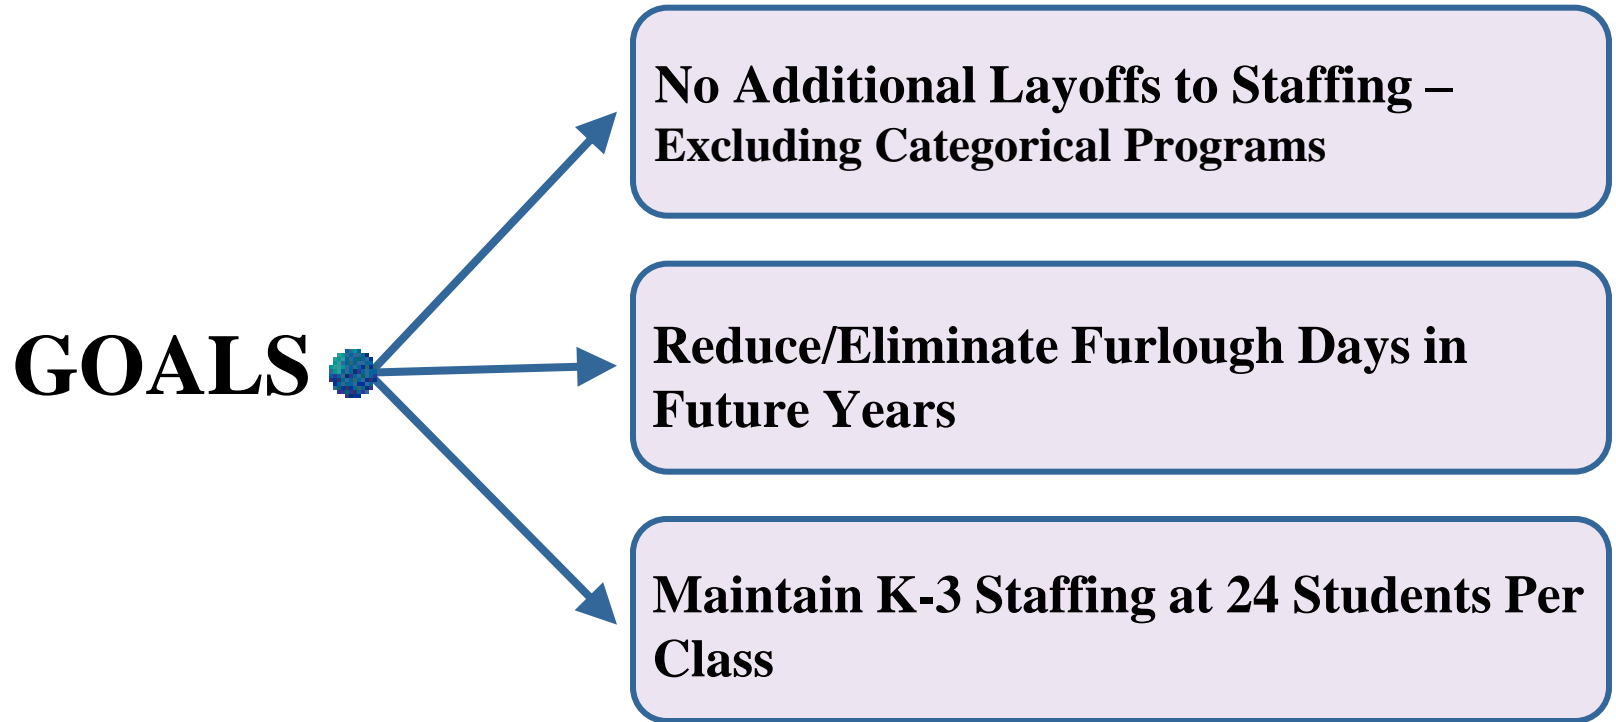 GOALS
No Additional Layoffs to Staffing –
Excluding Categorical Programs
Reduce/Eliminate Furlough Days in
Future Years
Maintain K-3 Staffing at 24 Students Per
Class